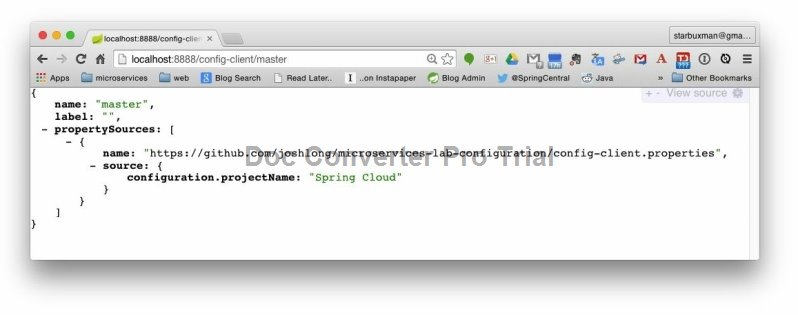 localhost:8888/config-clie
starbuxman@gma...
localhost:8888/config-client/master
Apps microservices web Blog Search Read Later.. I ..on Instapaper Blog Admin @SpringCentral Java » Other Bookmarks
{
+ - View source
name: "master",
label: "",
- propertySources: [
- {
name: "https://github.com/joshlong/microservices-lab-configuration/config-client.properties",
Doc Converter Pro Trial
- source: {
configuration.projectName: "Spring Cloud"
}
}
]
}